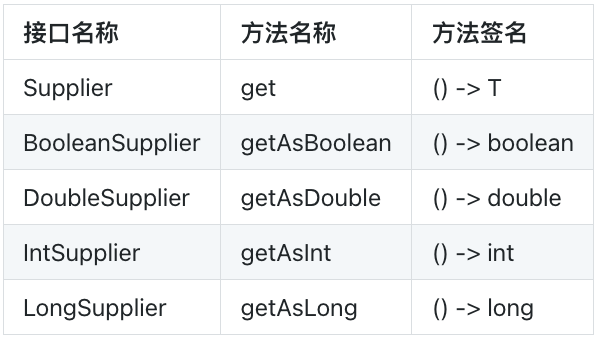 接口名称 方法名称 方法签名
Supplier get () -> T
BooleanSupplier getAsBoolean () -> boolean
DoubleSupplier getAsDouble () -> double
IntSupplier getAsInt () -> int
LongSupplier getAsLong () -> long